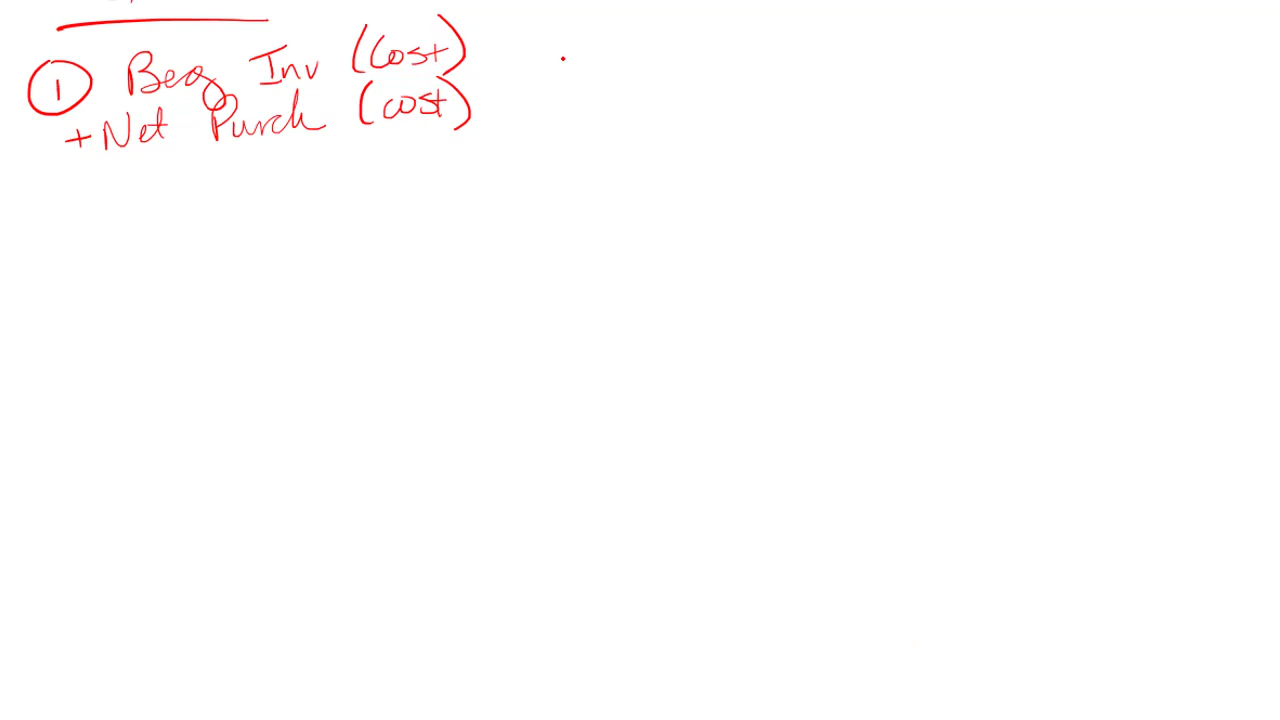 ① Beg Inv (Cost)
+ Net Purch (cost)